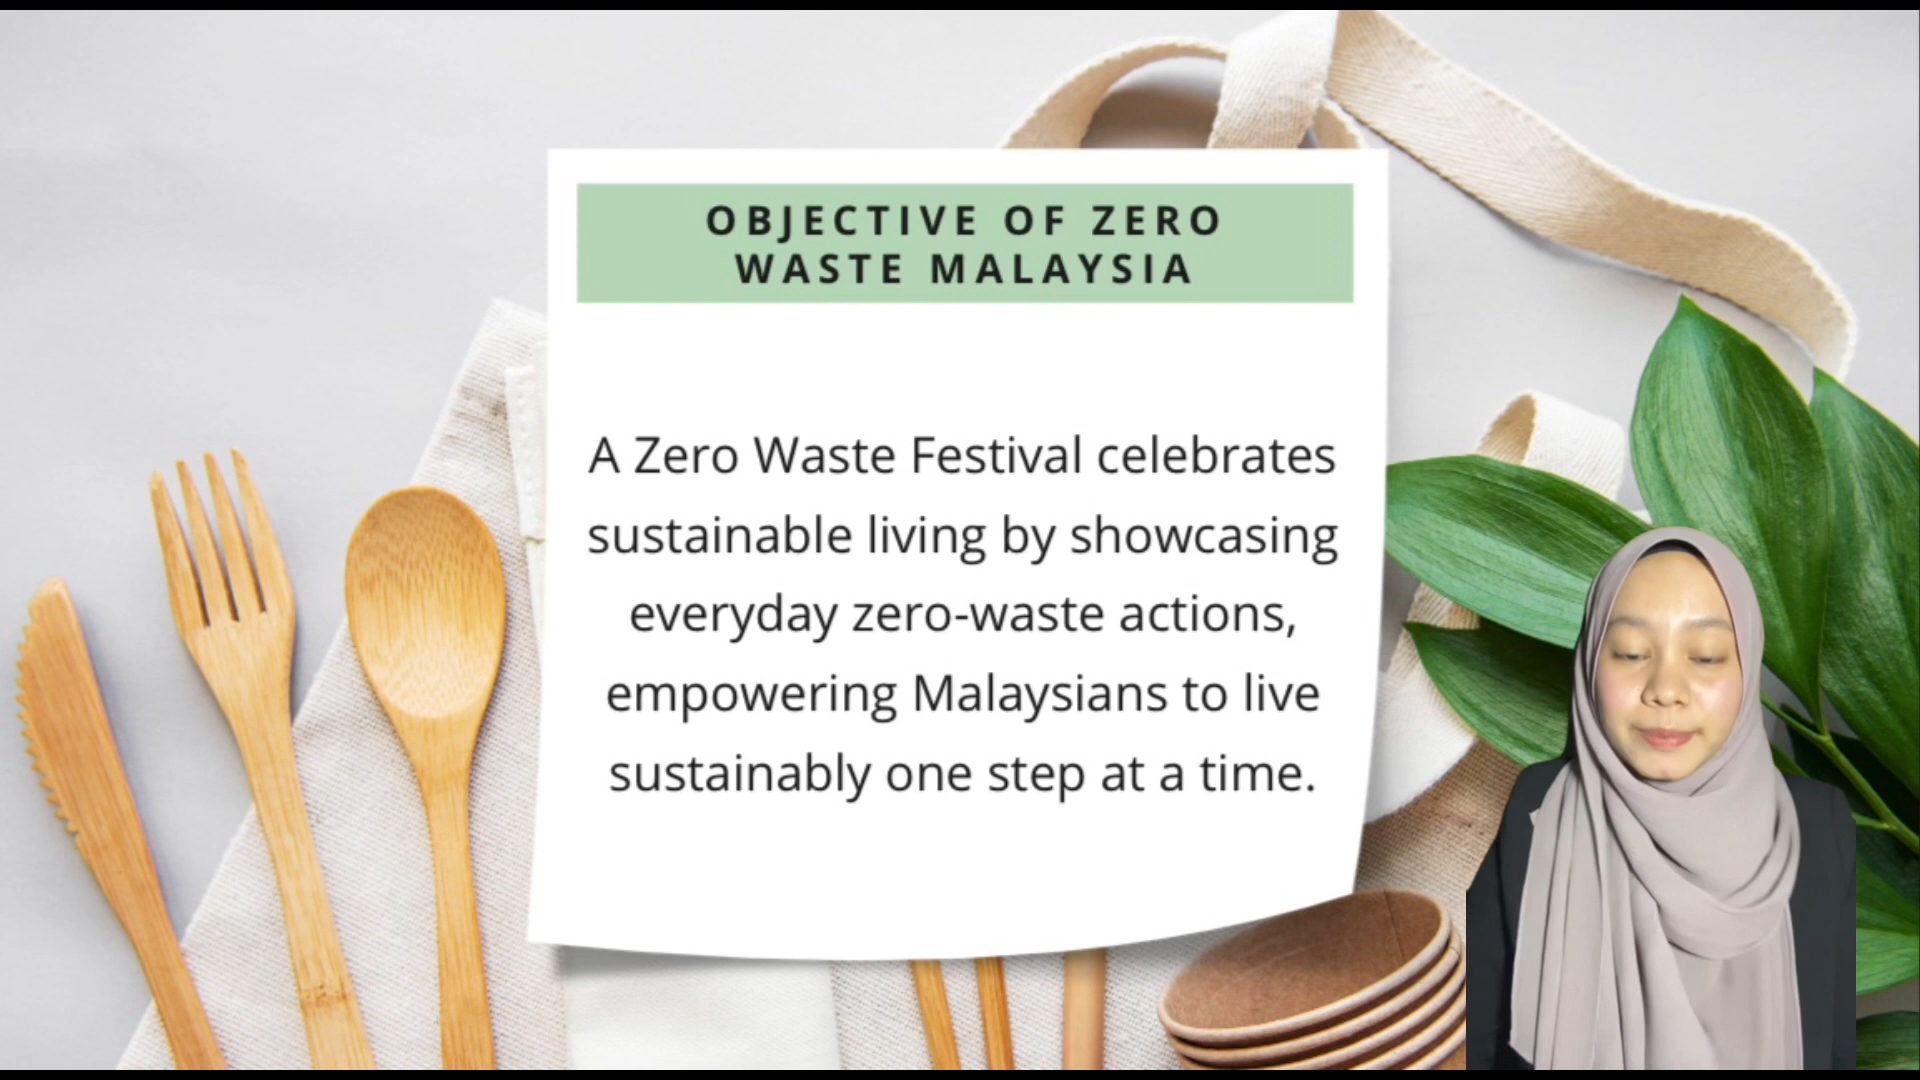 OBJECTIVE OF ZERO
WASTE MALAYSIA
A Zero Waste Festival celebrates
sustainable living by showcasing
everyday zero-waste actions,
empowering Malaysians to live
sustainably one step at a time.